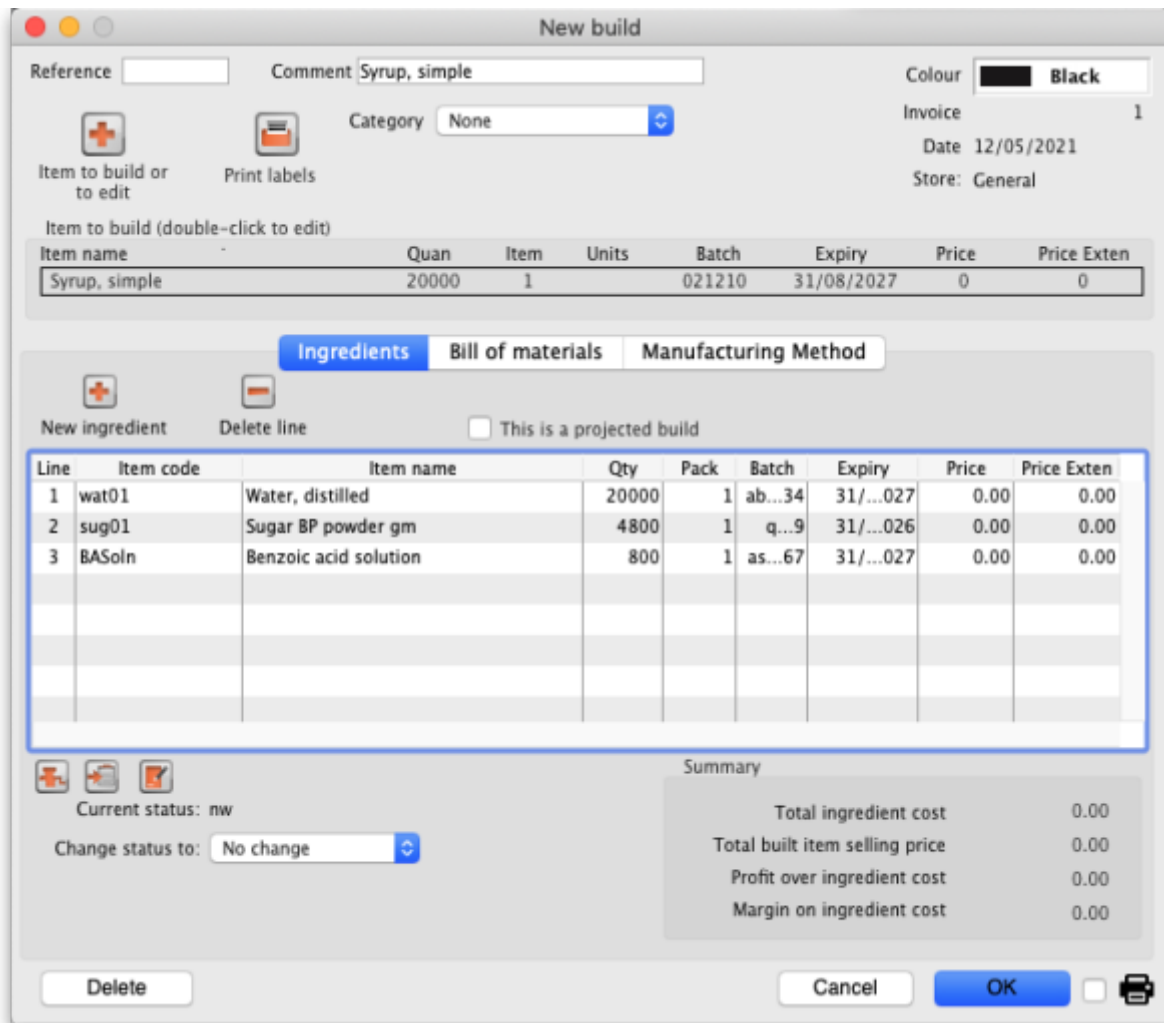 New build
Reference Comment Syrup, simple Colour Black
Category None Invoice 1
Date 12/05/2021
Item to build or to edit Print labels Store: General
Item to build (double-click to edit)
Item name Quan Item Units Batch Expiry Price Price Exten
Syrup, simple 20000 1 021210 31/08/2027 0 0
Ingredients Bill of materials Manufacturing Method
New ingredient Delete line This is a projected build
Line Item code Item name Qty Pack Batch Expiry Price Price Exten
1 wat01 Water, distilled 20000 1 ab...34 31/...027 0.00 0.00
2 sug01 Sugar BP powder gm 4800 1 q...9 31/...026 0.00 0.00
3 BASoln Benzoic acid solution 800 1 as...67 31/...027 0.00 0.00
Summary
Current status: nw Total ingredient cost 0.00
Change status to: No change Total built item selling price 0.00
Profit over ingredient cost 0.00
Margin on ingredient cost 0.00
Delete Cancel OK